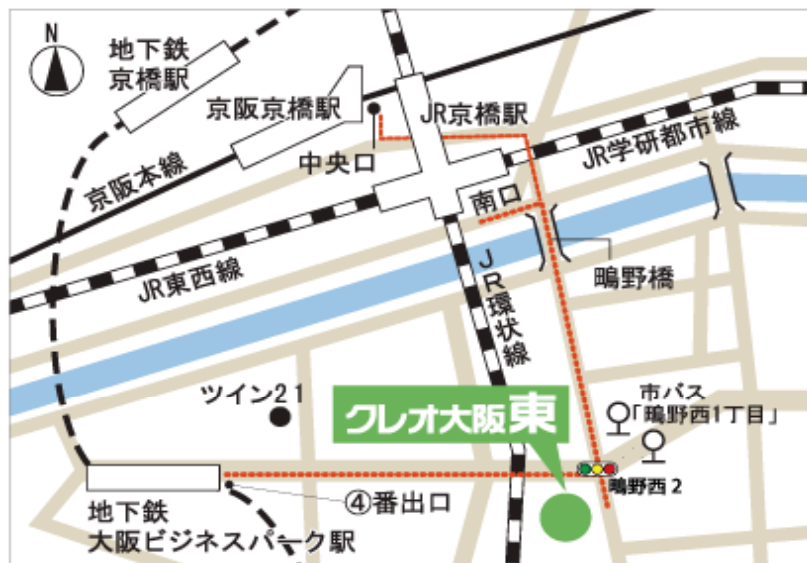 N
地下鉄
京橋駅
京阪京橋駅
JR京橋駅
中央口
JR学研都市線
京阪本線
南口
JR東西線
鴫野橋
JR環状線
ツイン21
市バス
「鴫野西1丁目」
クレオ大阪東
鴫野西2
④番出口
地下鉄
大阪ビジネスパーク駅